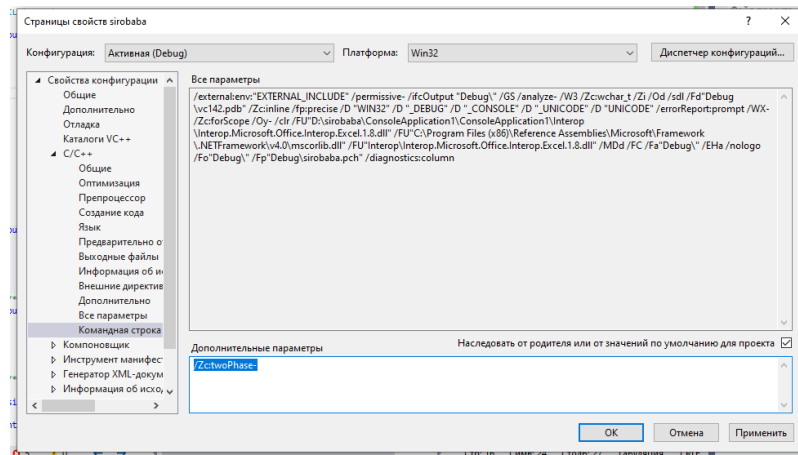 Страницы свойств sirobaba
?
Конфигурация:
Активная (Debug)
Платформа:
Win32
Диспетчер конфигураций...
Свойства конфигурации
Общие
Дополнительно
Отладка
Каталоги VC++
C/C++
Общие
Оптимизация
Препроцессор
Создание кода
Язык
Предварительно о
Выходные файлы
Информация об и
Внешние директив
Дополнительно
Все параметры
Командная строка
Компоновщик
Инструмент манифес
Генератор XML-докум
Информация об исхо
Все параметры
/external:env:"EXTERNAL_INCLUDE" /permissive- /ifcOutput "Debug\" /GS /analyze- /W3 /Zc:wchar_t /Zi /Od /sdl /Fd"Debug
\vc142.pdb" /Zc:inline /fp:precise /D "WIN32" /D "_DEBUG" /D "_CONSOLE" /D "_UNICODE" /D "UNICODE" /errorReport:prompt /WX-
/Zc:forScope /Oy- /clr /FU"D:\sirobaba\ConsoleApplication1\ConsoleApplication1\Interop
\Interop.Microsoft.Office.Interop.Excel.1.8.dll" /FU"C:\Program Files (x86)\Reference Assemblies\Microsoft\Framework
\.NETFramework\v4.0\mscorlib.dll" /FU"Interop\Interop.Microsoft.Office.Interop.Excel.1.8.dll" /MDd /FC /Fa"Debug\" /EHa /nologo
/Fo"Debug\" /Fp"Debug\sirobaba.pch" /diagnostics:column
Дополнительные параметры
Наследовать от родителя или от значений по умолчанию для проекта
/Zc:twoPhase-
OK
Отмена
Применить